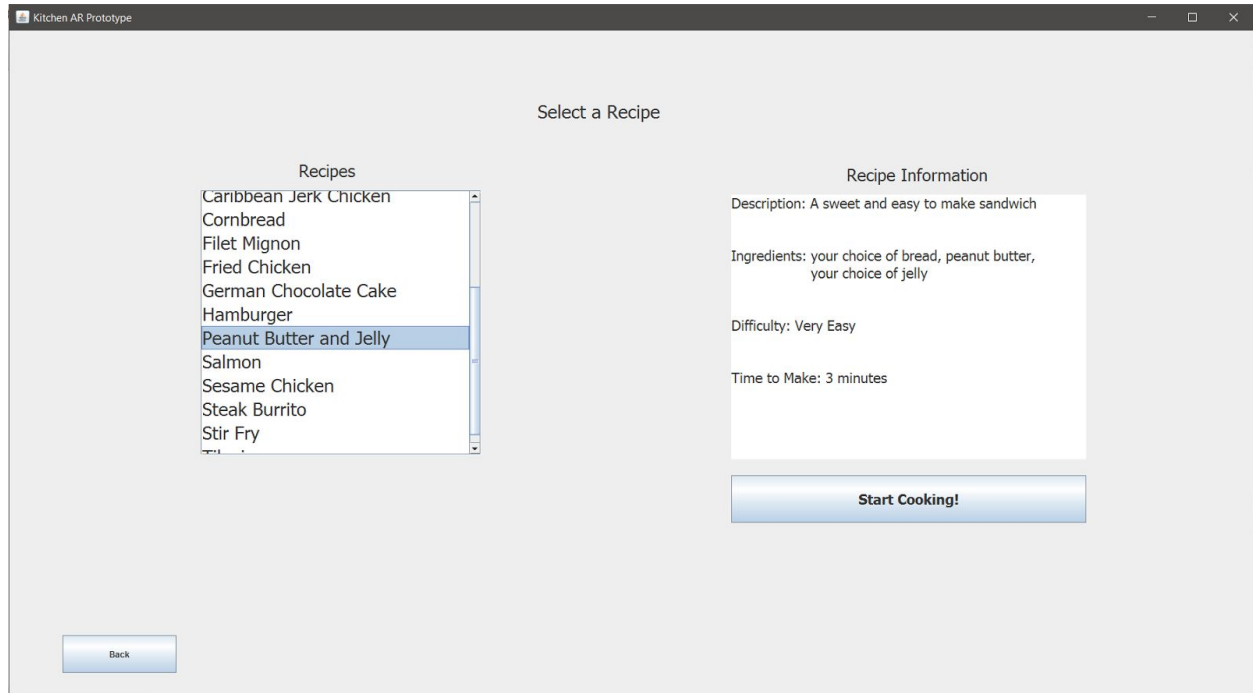 Kitchen AR Prototype
Select a Recipe
Recipes
Caribbean Jerk Chicken
Cornbread
Filet Mignon
Fried Chicken
German Chocolate Cake
Hamburger
Peanut Butter and Jelly
Salmon
Sesame Chicken
Steak Burrito
Stir Fry
Recipe Information
Description: A sweet and easy to make sandwich
Ingredients: your choice of bread, peanut butter,
your choice of jelly
Difficulty: Very Easy
Time to Make: 3 minutes
Start Cooking!
Back